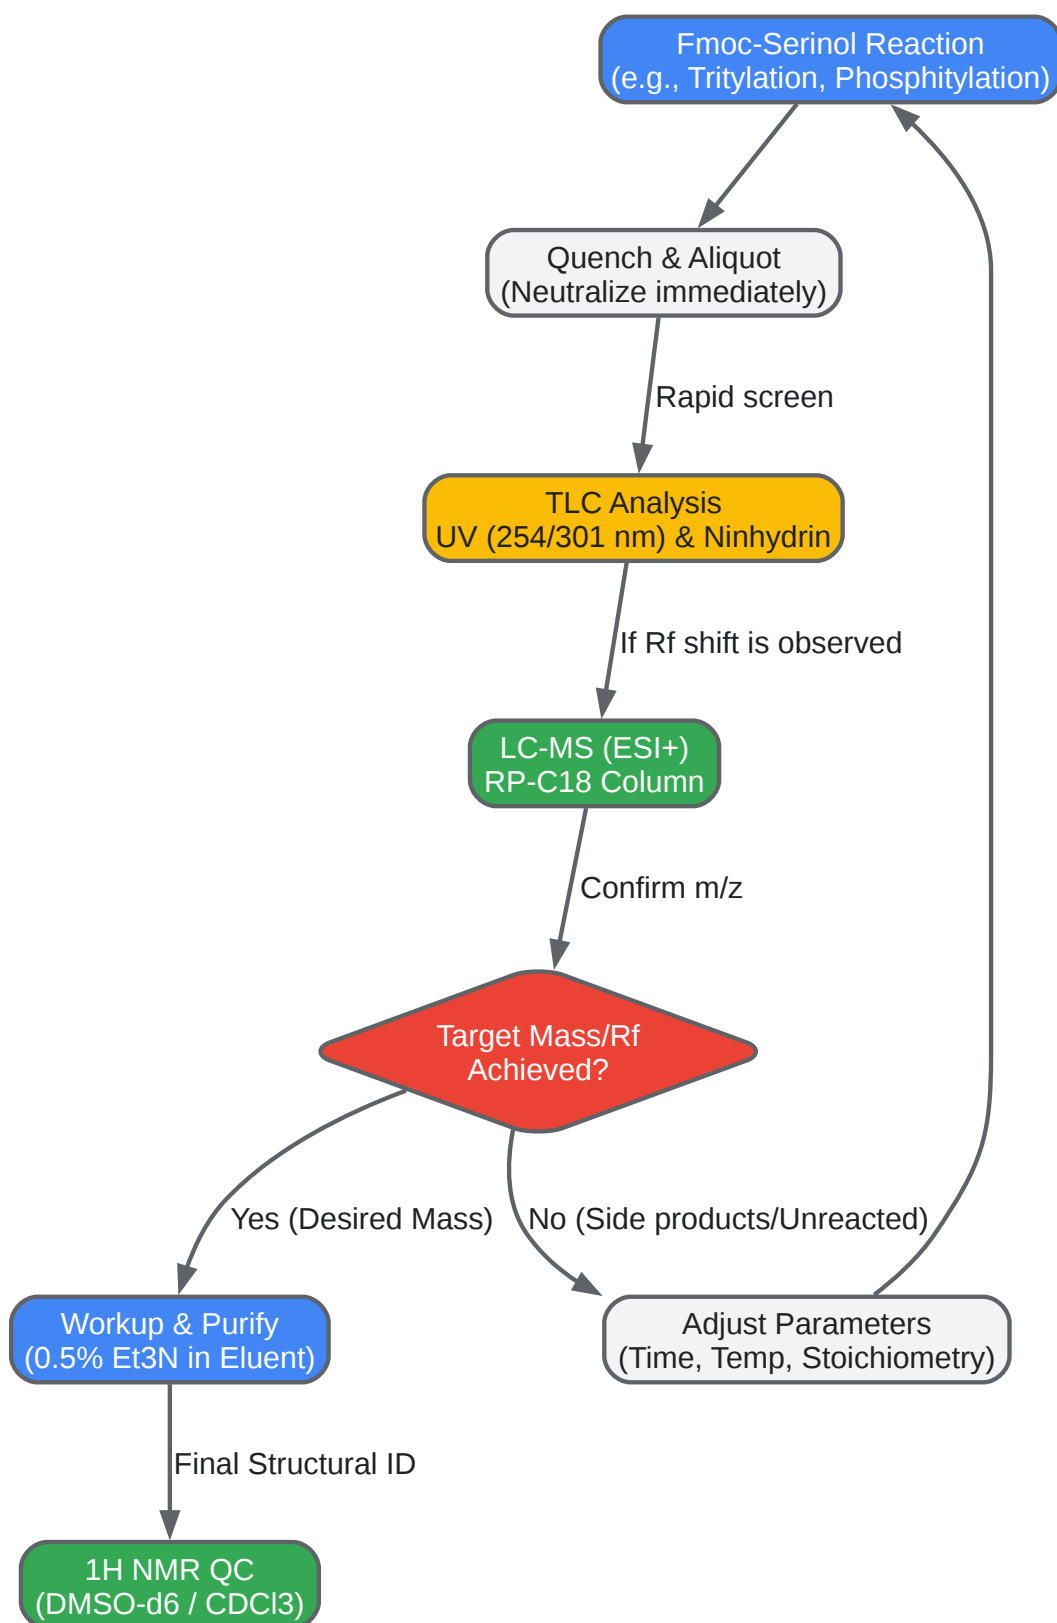 Fmoc-Serinol Reaction
(e.g., Tritylation, Phosphitylation)
Quench & Aliquot
(Neutralize immediately)
Rapid screen
TLC Analysis
UV (254/301 nm) & Ninhydrin
If Rf shift is observed
LC-MS (ESI+)
RP-C18 Column
Confirm m/z
Target Mass/Rf
Achieved?
Yes (Desired Mass)
No (Side products/Unreacted)
Workup & Purify
(0.5% Et3N in Eluent)
Adjust Parameters
(Time, Temp, Stoichiometry)
Final Structural ID
1H NMR QC
(DMSO-d6 / CDCl3)